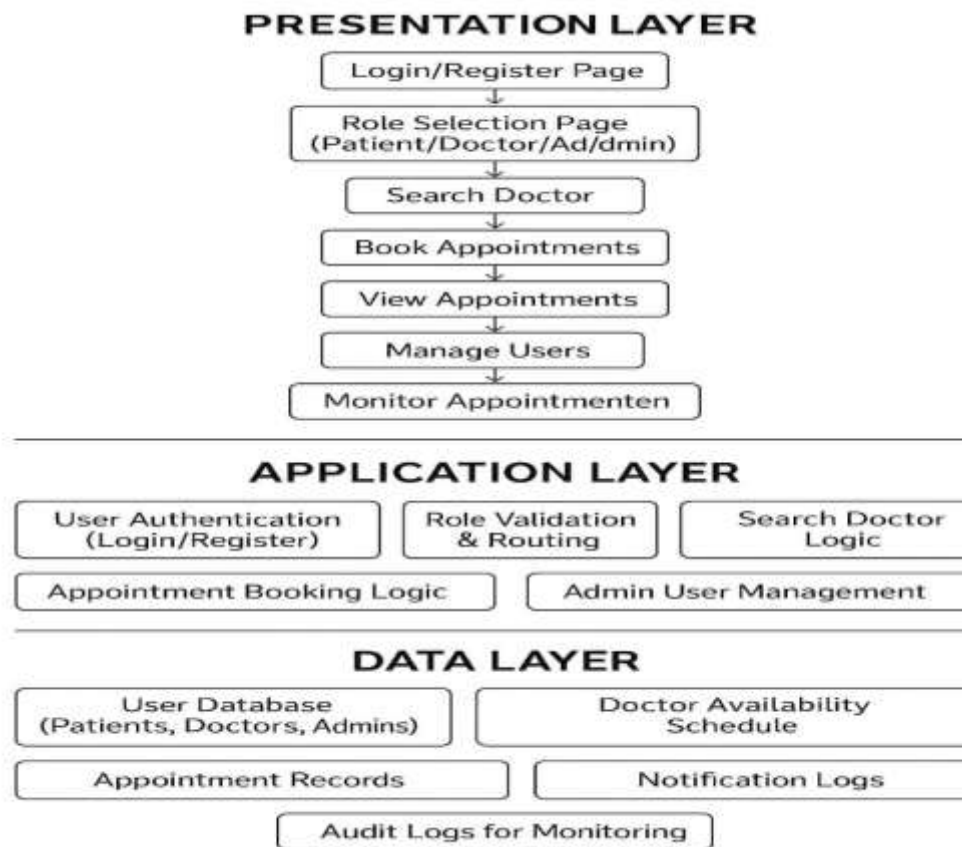 PRESENTATION LAYER
Login/Register Page
Role Selection Page
(Patient/Doctor/Ad/dmin)
Search Doctor
Book Appointments
View Appointments
Manage Users
Monitor Appointmenten
APPLICATION LAYER
User Authentication
(Login/Register)
Role Validation
& Routing
Search Doctor
Logic
Appointment Booking Logic
Admin User Management
DATA LAYER
User Database
(Patients, Doctors, Admins)
Doctor Availability
Schedule
Appointment Records
Notification Logs
Audit Logs for Monitoring